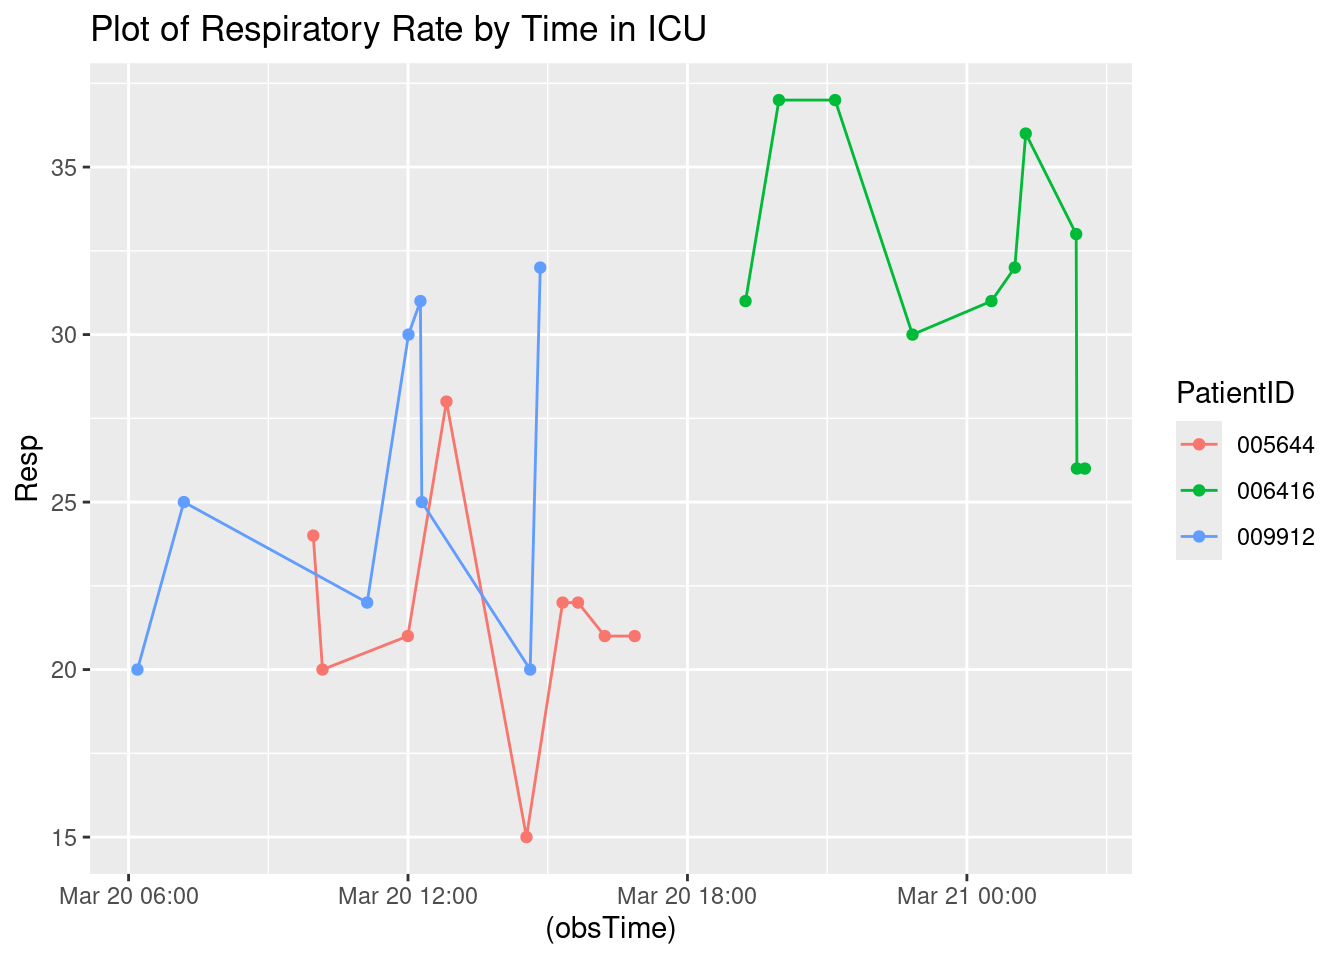 Plot of Respiratory Rate by Time in ICU
Resp
35
30
25
20
15
Mar 20 06:00 Mar 20 12:00 Mar 20 18:00 Mar 21 00:00
(obsTime)
PatientID
005644
006416
009912